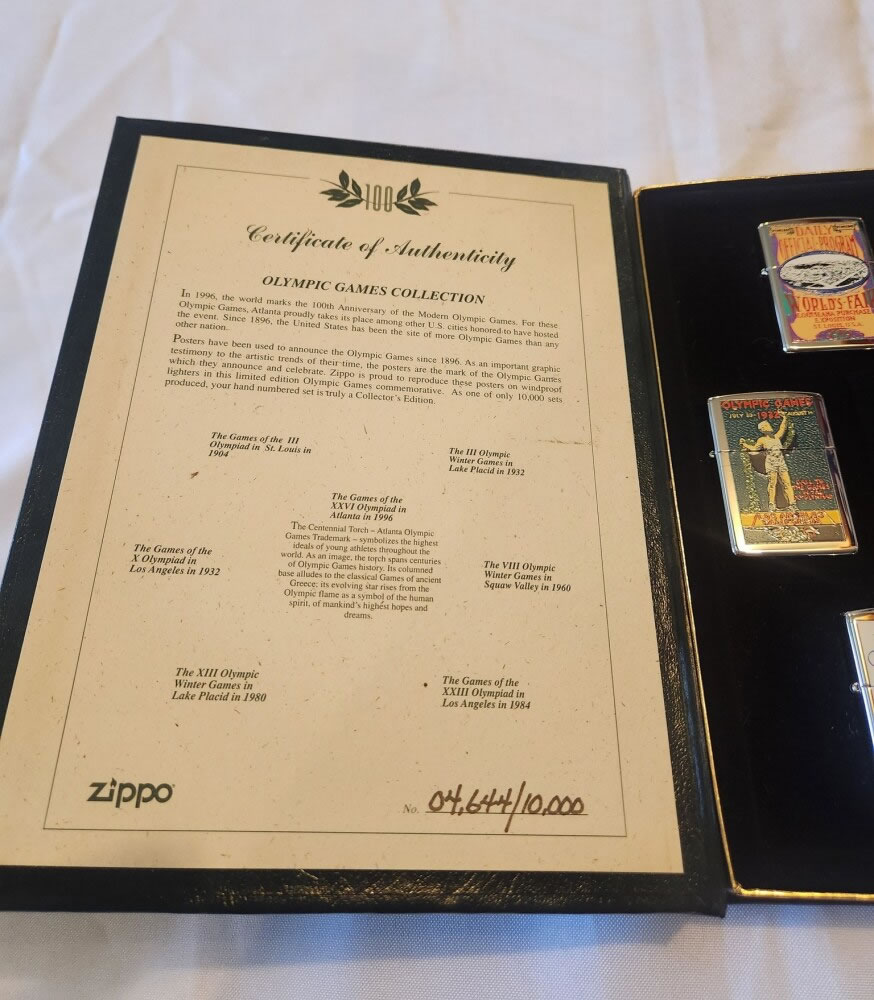 100
Certificate of Authenticity
OLYMPIC GAMES COLLECTION
In 1996, the world marks the 100th Anniversary of the Modern Olympic Games. For these
Olympic Games, Atlanta proudly takes its place among other U.S. cities honored to have hosted
the event. Since 1896, the United States has been the site of more Olympic Games than any
other nation.
Posters have been used to announce the Olympic Games since 1896. As an important graphic
testimony to the artistic trends of their time, the posters are the mark of the Olympic Games
which they announce and celebrate. Zippo is proud to reproduce these posters on windproof
lighters in this limited edition Olympic Games commemorative. As one of only 10,000 sets
produced, your hand numbered set is truly a Collector's Edition.
The Games of the III
Olympiad in St. Louis in
1904
The III Olympic
Winter Games in
Lake Placid in 1932
The Games of the
XXVI Olympiad in
Atlanta in 1996
The Centennial Torch – Atlanta Olympic
Games Trademark – symbolizes the highest
ideals of young athletes throughout the
world. As an image, the torch spans centuries
of Olympic Games history. Its columned
base alludes to the classical Games of ancient
Greece; its evolving star rises from the
Olympic flame as a symbol of the human
spirit, of mankind's highest hopes and
dreams.
The Games of the
X Olympiad in
Los Angeles in 1932
The VIII Olympic
Winter Games in
Squaw Valley in 1960
The XIII Olympic
Winter Games in
Lake Placid in 1980
The Games of the
XXIII Olympiad in
Los Angeles in 1984
zippo
No. 04,644/10,000
DAILY
OFFICIAL PROGRAM
WORLD'S FAIR
LOUISIANA PURCHASE
EXPOSITION
ST. LOUIS, U.S.A.
OLYMPIC GAMES
1932 AUGUST 14